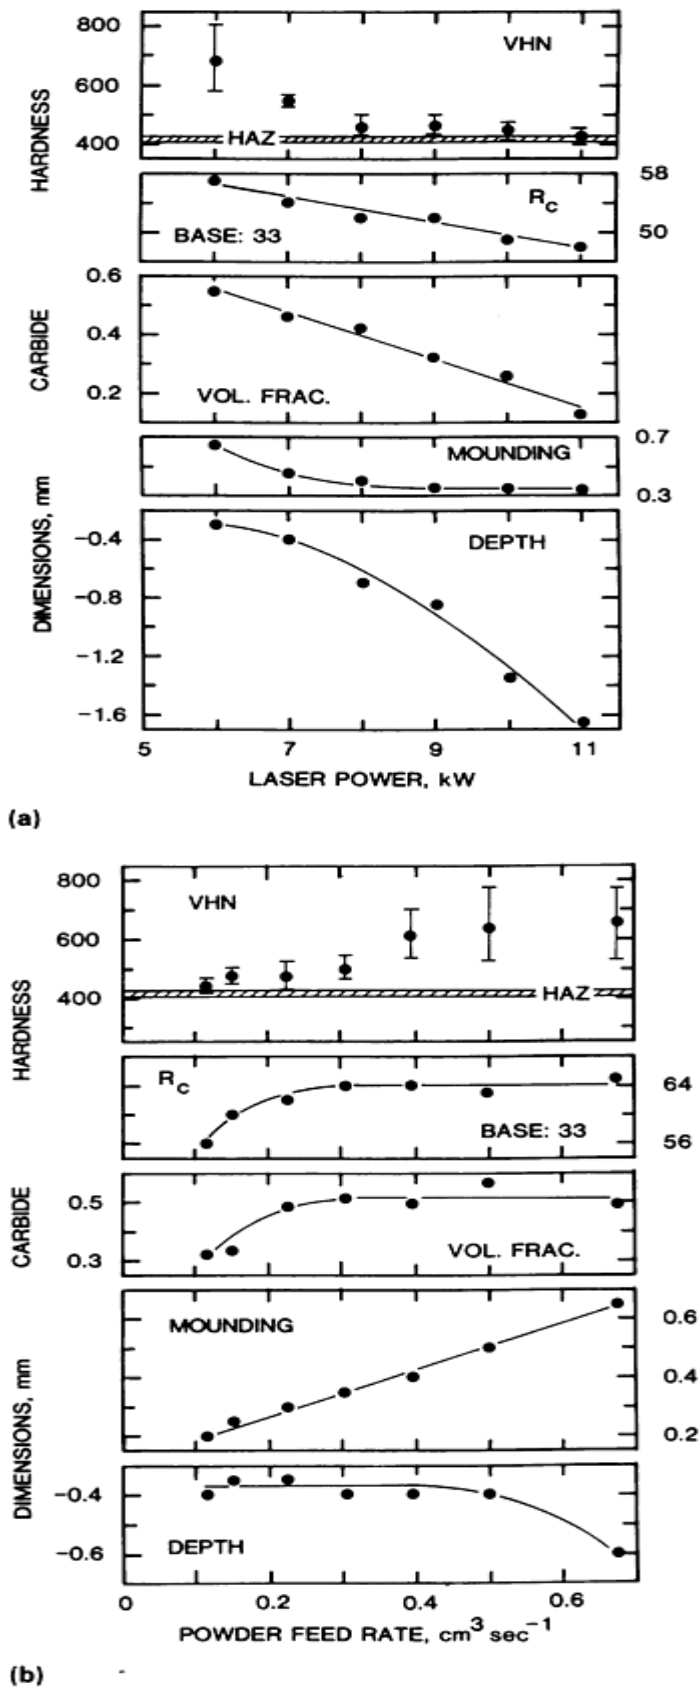 800
VHN
600
HARDNESS
400
HAZ
58
Rc
50
BASE: 33
0.6
CARBIDE
0.4
0.2
VOL. FRAC.
0.7
MOUNDING
0.3
DIMENSIONS, mm
-0.4
DEPTH
-0.8
-1.2
-1.6
5 7 9 11
LASER POWER, kW
(a)
800
VHN
600
HARDNESS
400
HAZ
Rc
64
BASE: 33
56
CARBIDE
0.5
0.3
VOL. FRAC.
MOUNDING
0.6
0.4
DIMENSIONS, mm
0.2
-0.4
DEPTH
-0.6
0 0.2 0.4 0.6
POWDER FEED RATE, cm³ sec⁻¹
(b)